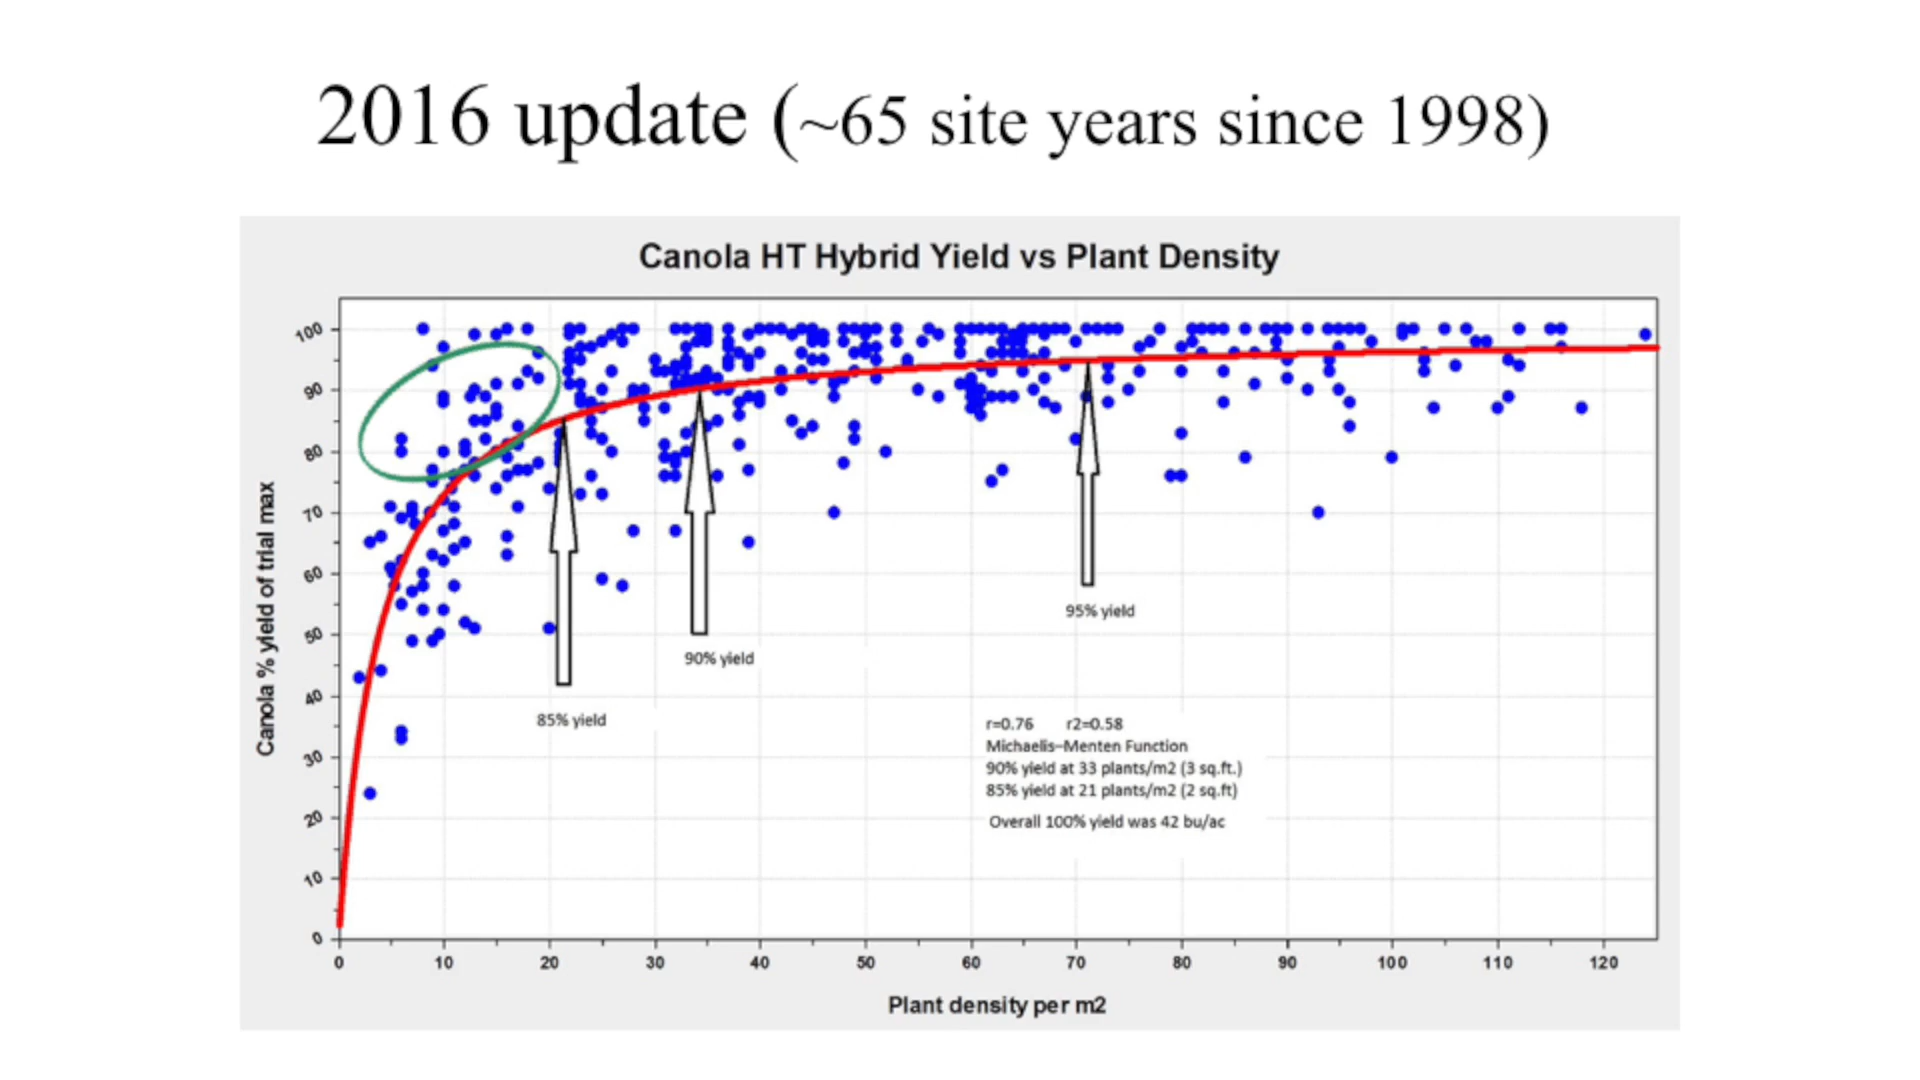 2016 update (~65 site years since 1998)
Canola HT Hybrid Yield vs Plant Density
Canola % yield of trial max
100
90
80
70
60
50
40
30
20
10
0
85% yield
90% yield
95% yield
r=0.76 r2=0.58
Michaelis–Menten Function
90% yield at 33 plants/m2 (3 sq.ft.)
85% yield at 21 plants/m2 (2 sq.ft)
Overall 100% yield was 42 bu/ac
0 10 20 30 40 50 60 70 80 90 100 110 120
Plant density per m2